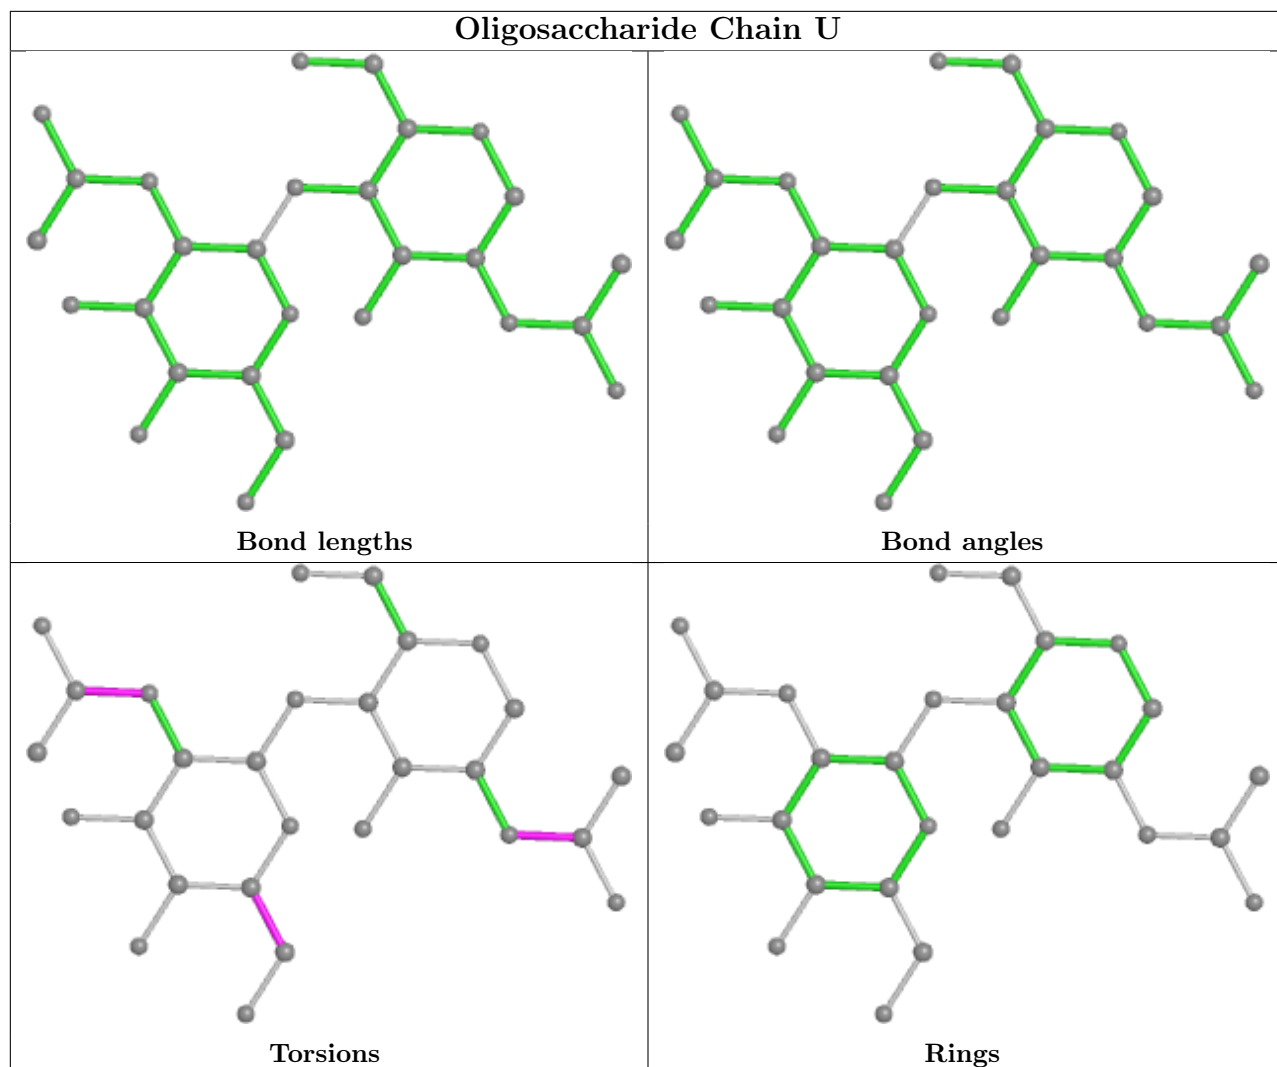 Oligosaccharide Chain U
Bond lengths
Bond angles
Torsions
Rings